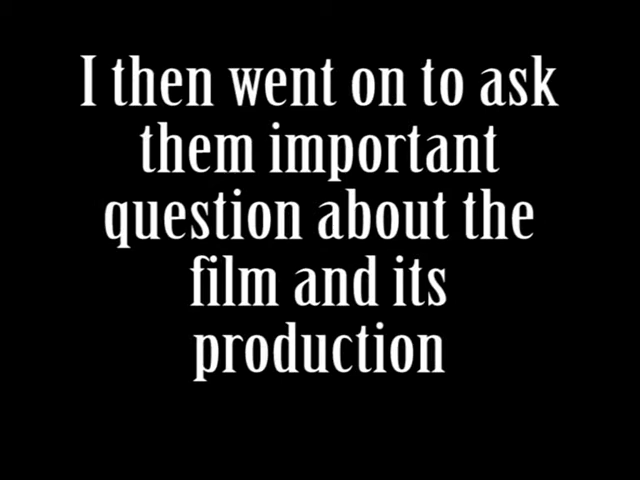 I then went on to ask
them important
question about the
film and its
production